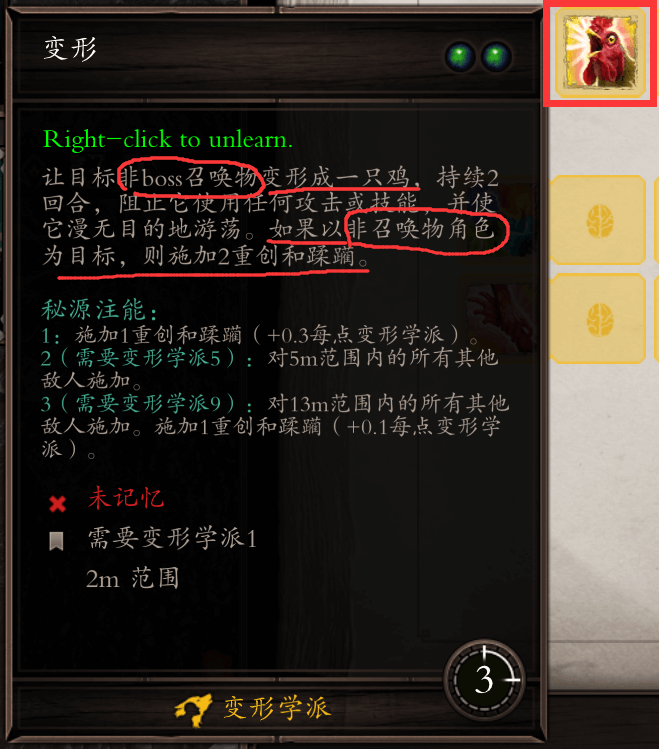 变形
Right-click to unlearn.
让目标非boss召唤物变形成一只鸡，持续2
回合，阻止它使用任何攻击或技能，并使
它漫无目的地游荡。如果以非召唤物角色
为目标，则施加2重创和蹂躏。
秘源注能：
1：施加1重创和蹂躏（+0.3每点变形学派）。
2（需要变形学派5）：对5m范围内的所有其他
敌人施加。
3（需要变形学派9）：对13m范围内的所有其他
敌人施加。施加1重创和蹂躏（+0.1每点变形学
派）。
未记忆
需要变形学派1
2m 范围
3
变形学派